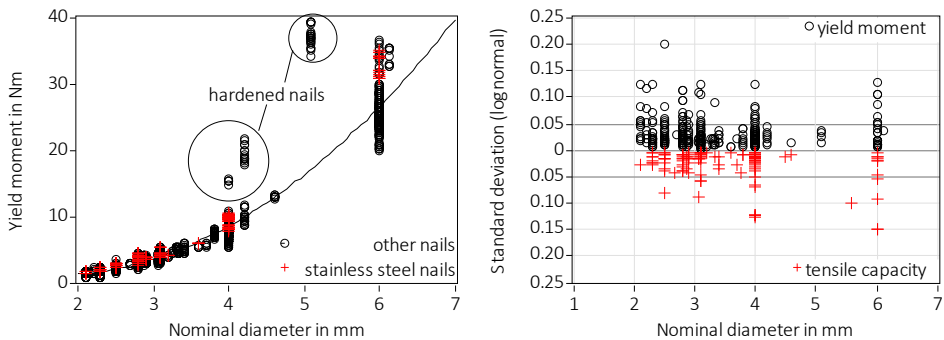 40
30
20
10
0
Yield moment in Nm
hardened nails
other nails
stainless steel nails
2 3 4 5 6 7
Nominal diameter in mm
0.25
0.20
0.15
0.10
0.05
0
0.05
0.10
0.15
0.20
0.25
Standard deviation (lognormal)
yield moment
tensile capacity
1 2 3 4 5 6 7
Nominal diameter in mm